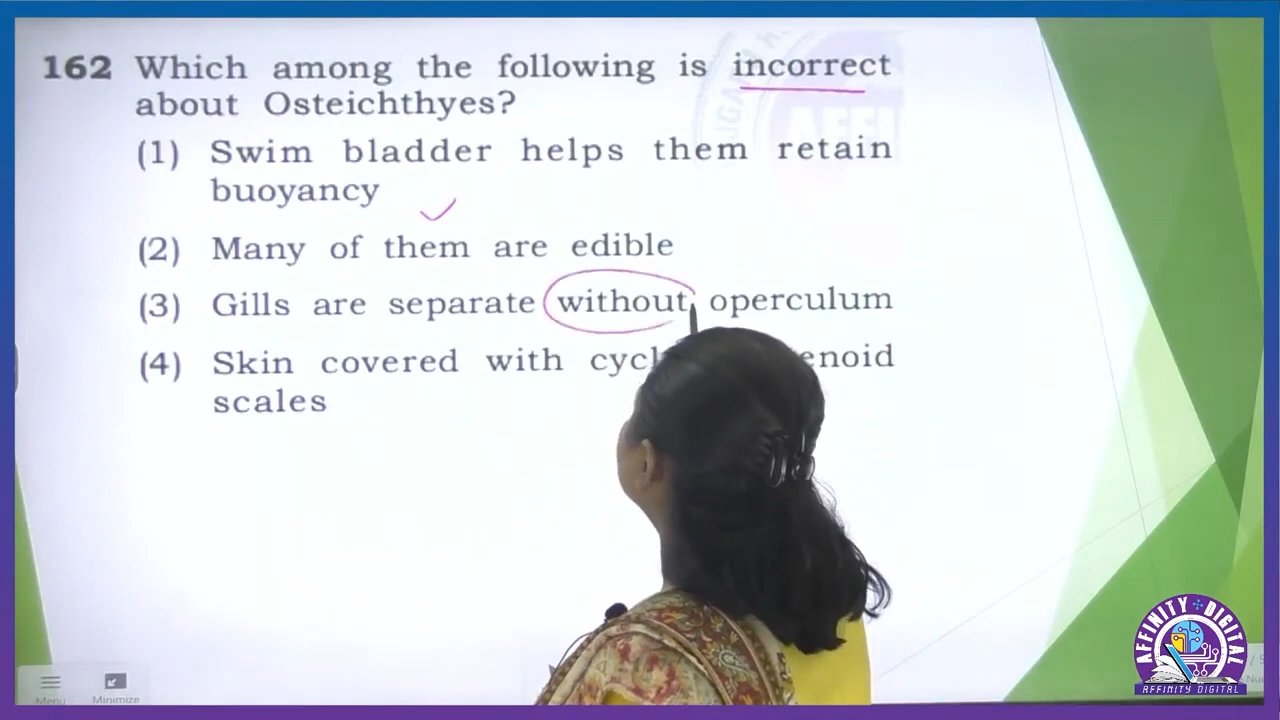 162 Which among the following is incorrect
about Osteichthyes?
(1) Swim bladder helps them retain
buoyancy
(2) Many of them are edible
(3) Gills are separate without operculum
(4) Skin covered with
scales
Menu
Minimize
AFFINITY DIGITAL
AFFINITY DIGITAL